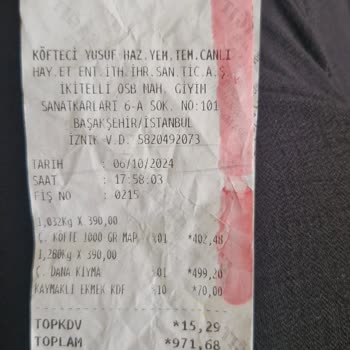 KÖFTECİ YUSUF HAZ.YEM.TEM.CANLI
HAY.ET ENT.İTH.İHR.SAN.TİC.A.Ş
İKİTELLİ OSB MAH. GİYİM
SANATKARLARI 6-A SOK. NO:101
BAŞAKŞEHİR/İSTANBUL
İZNİK V.D. 5820492073
TARİH : 06/10/2024
SAAT : 17:58:03
FİŞ NO : 0215
1,032Kg X 390,00
Ç. KÖFTE 1000 GR MAP %01 *402,48
1,280Kg X 390,00
Ç. DANA KIYMA %01 *499,20
KAYMAKLI EKMEK KDF %10 *70,00
TOPKDV *15,29
TOPLAM *971,68